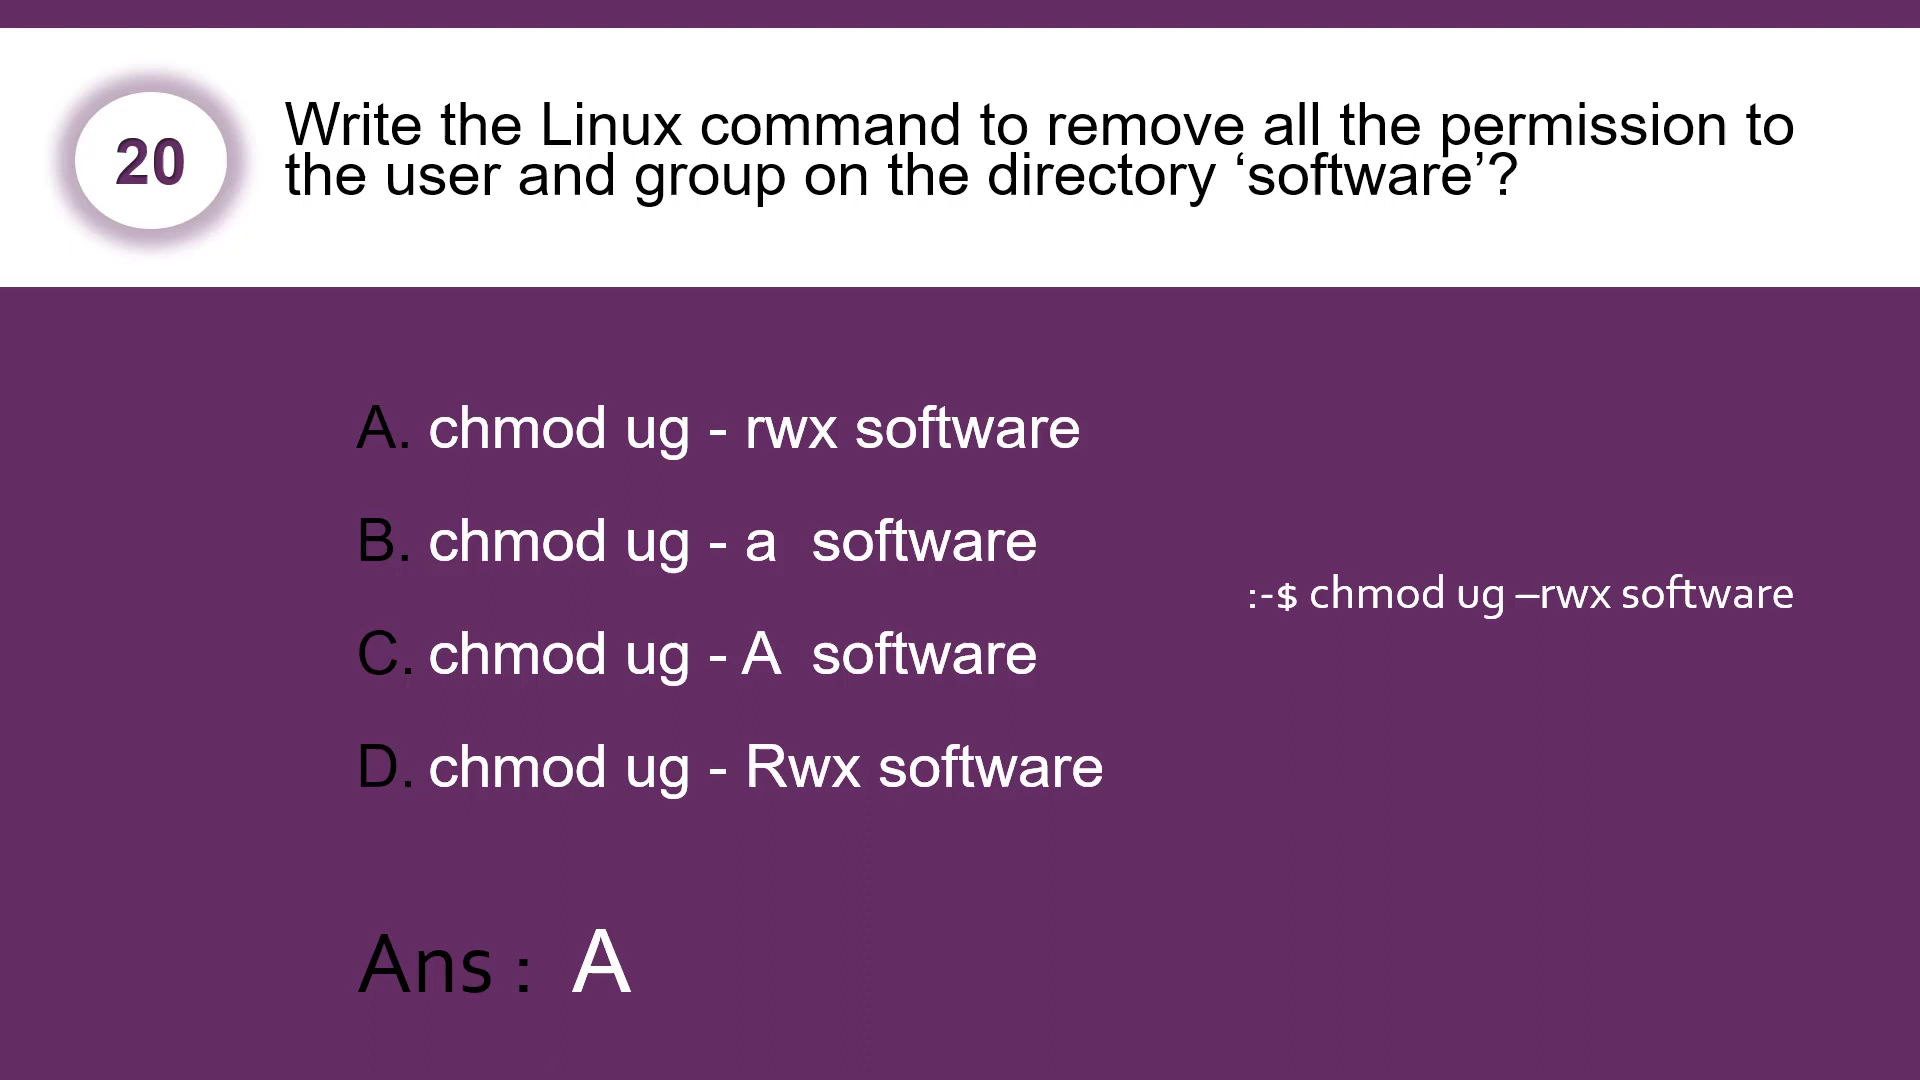 20
Write the Linux command to remove all the permission to
the user and group on the directory ‘software’?
A. chmod ug - rwx software
B. chmod ug - a  software
:-$ chmod ug –rwx software
C. chmod ug - A  software
D. chmod ug - Rwx software
Ans : A